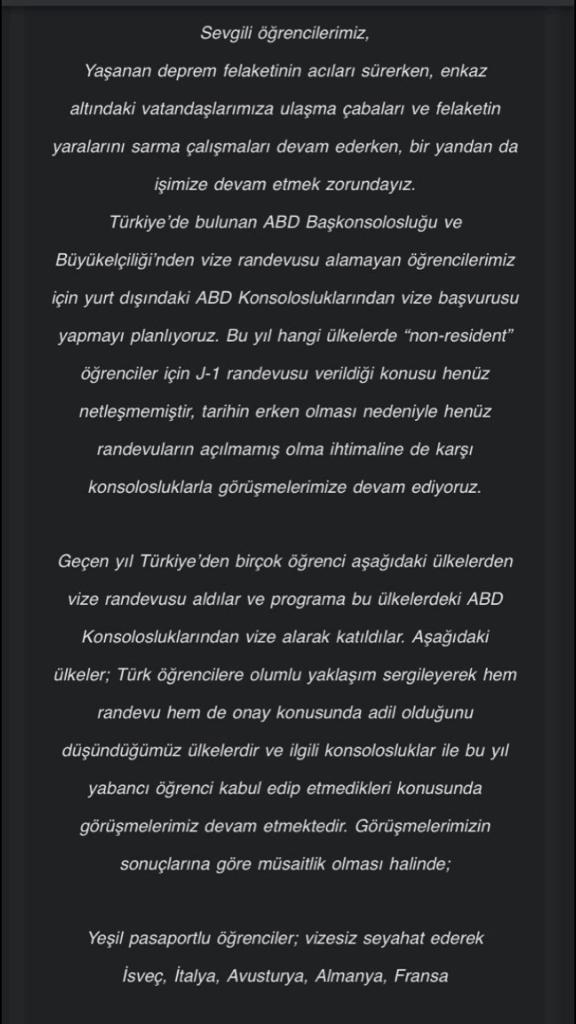 Sevgili öğrencilerimiz,
Yaşanan deprem felaketinin acıları sürerken, enkaz
altındaki vatandaşlarımıza ulaşma çabaları ve felaketin
yaralarını sarma çalışmaları devam ederken, bir yandan da
işimize devam etmek zorundayız.
Türkiye'de bulunan ABD Başkonsolosluğu ve
Büyükelçiliği'nden vize randevusu alamayan öğrencilerimiz
için yurt dışındaki ABD Konsolosluklarından vize başvurusu
yapmayı planlıyoruz. Bu yıl hangi ülkelerde “non-resident”
öğrenciler için J-1 randevusu verildiği konusu henüz
netleşmemiştir, tarihin erken olması nedeniyle henüz
randevuların açılmamış olma ihtimaline de karşı
konsolosluklarla görüşmelerimize devam ediyoruz.
Geçen yıl Türkiye'den birçok öğrenci aşağıdaki ülkelerden
vize randevusu aldılar ve programa bu ülkelerdeki ABD
Konsolosluklarından vize alarak katıldılar. Aşağıdaki
ülkeler; Türk öğrencilere olumlu yaklaşım sergileyerek hem
randevu hem de onay konusunda adil olduğunu
düşündüğümüz ülkelerdir ve ilgili konsolosluklar ile bu yıl
yabancı öğrenci kabul edip etmedikleri konusunda
görüşmelerimiz devam etmektedir. Görüşmelerimizin
sonuçlarına göre müsaitlik olması halinde;
Yeşil pasaportlu öğrenciler; vizesiz seyahat ederek
İsveç, İtalya, Avusturya, Almanya, Fransa